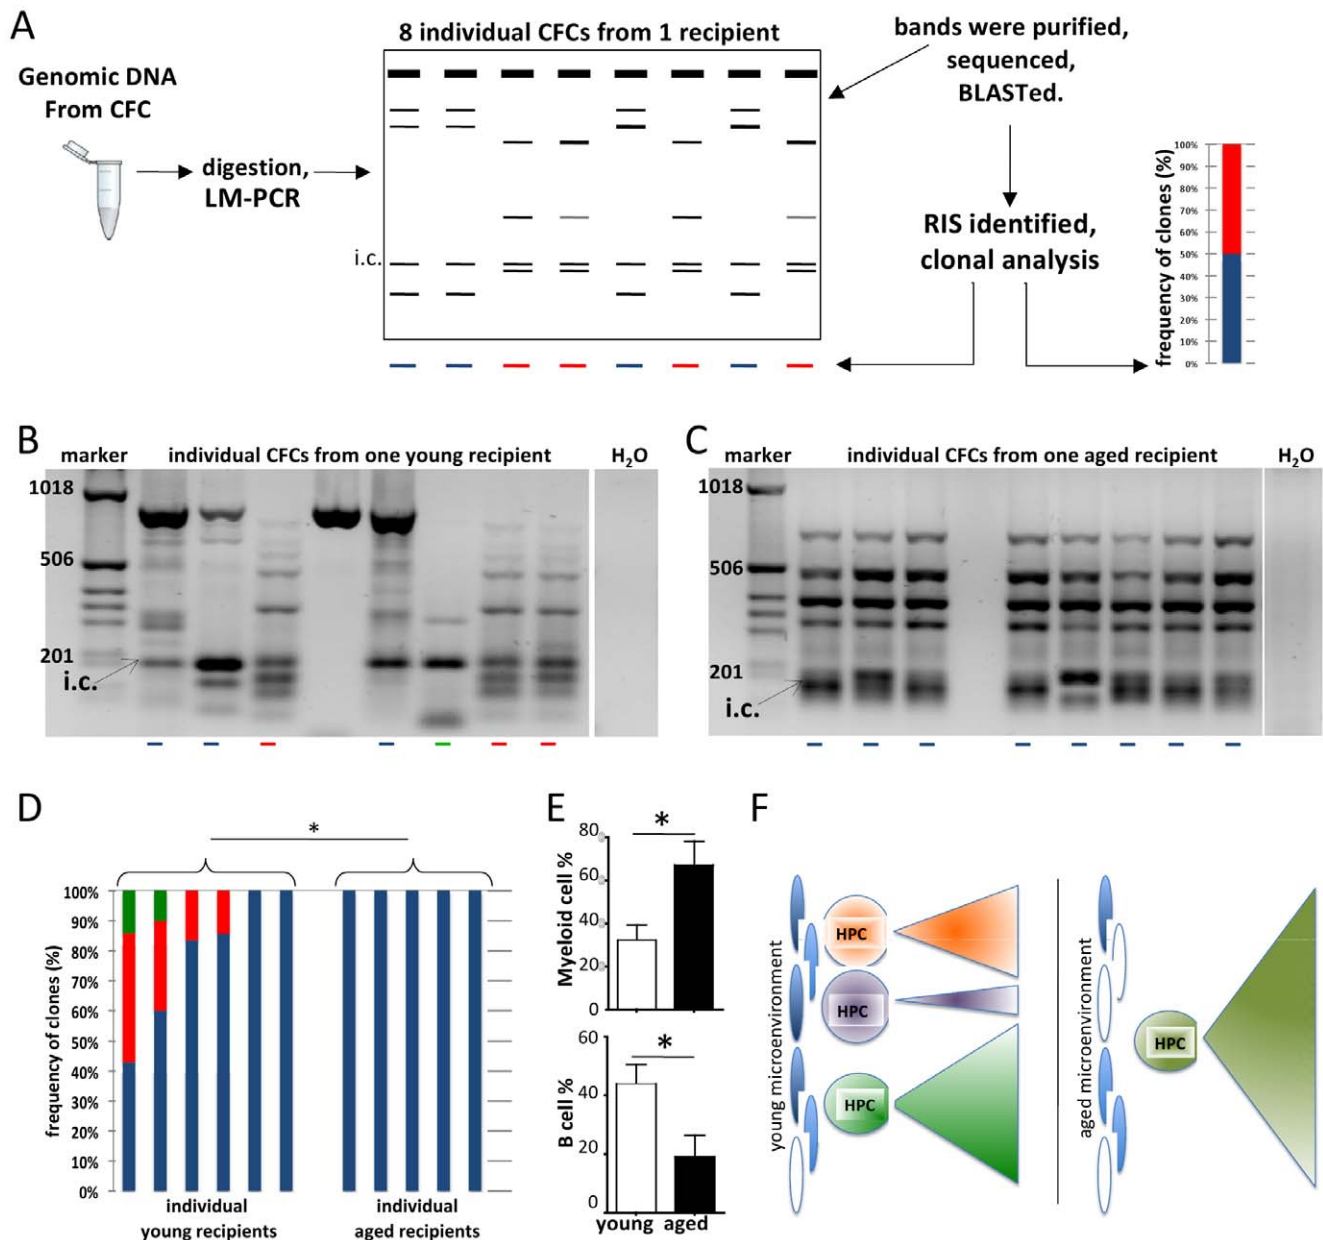 A
8 individual CFCs from 1 recipient
Genomic DNA
From CFC
digestion,
LM-PCR
i.c.
bands were purified,
sequenced,
BLASTed.
RIS identified,
clonal analysis
frequency of clones (%)
100%
90%
80%
70%
60%
50%
40%
30%
20%
10%
0%
B
marker
individual CFCs from one young recipient
H2O
1018
506
201
i.c.
C
marker
individual CFCs from one aged recipient
H2O
1018
506
201
i.c.
D
*
frequency of clones (%)
100%
90%
80%
70%
60%
50%
40%
30%
20%
10%
0%
individual
young recipients
individual
aged recipients
E
*
Myeloid cell %
80
60
40
20
0
*
B cell %
60
40
20
0
young aged
F
young microenvironment
HPC
HPC
HPC
aged microenvironment
HPC